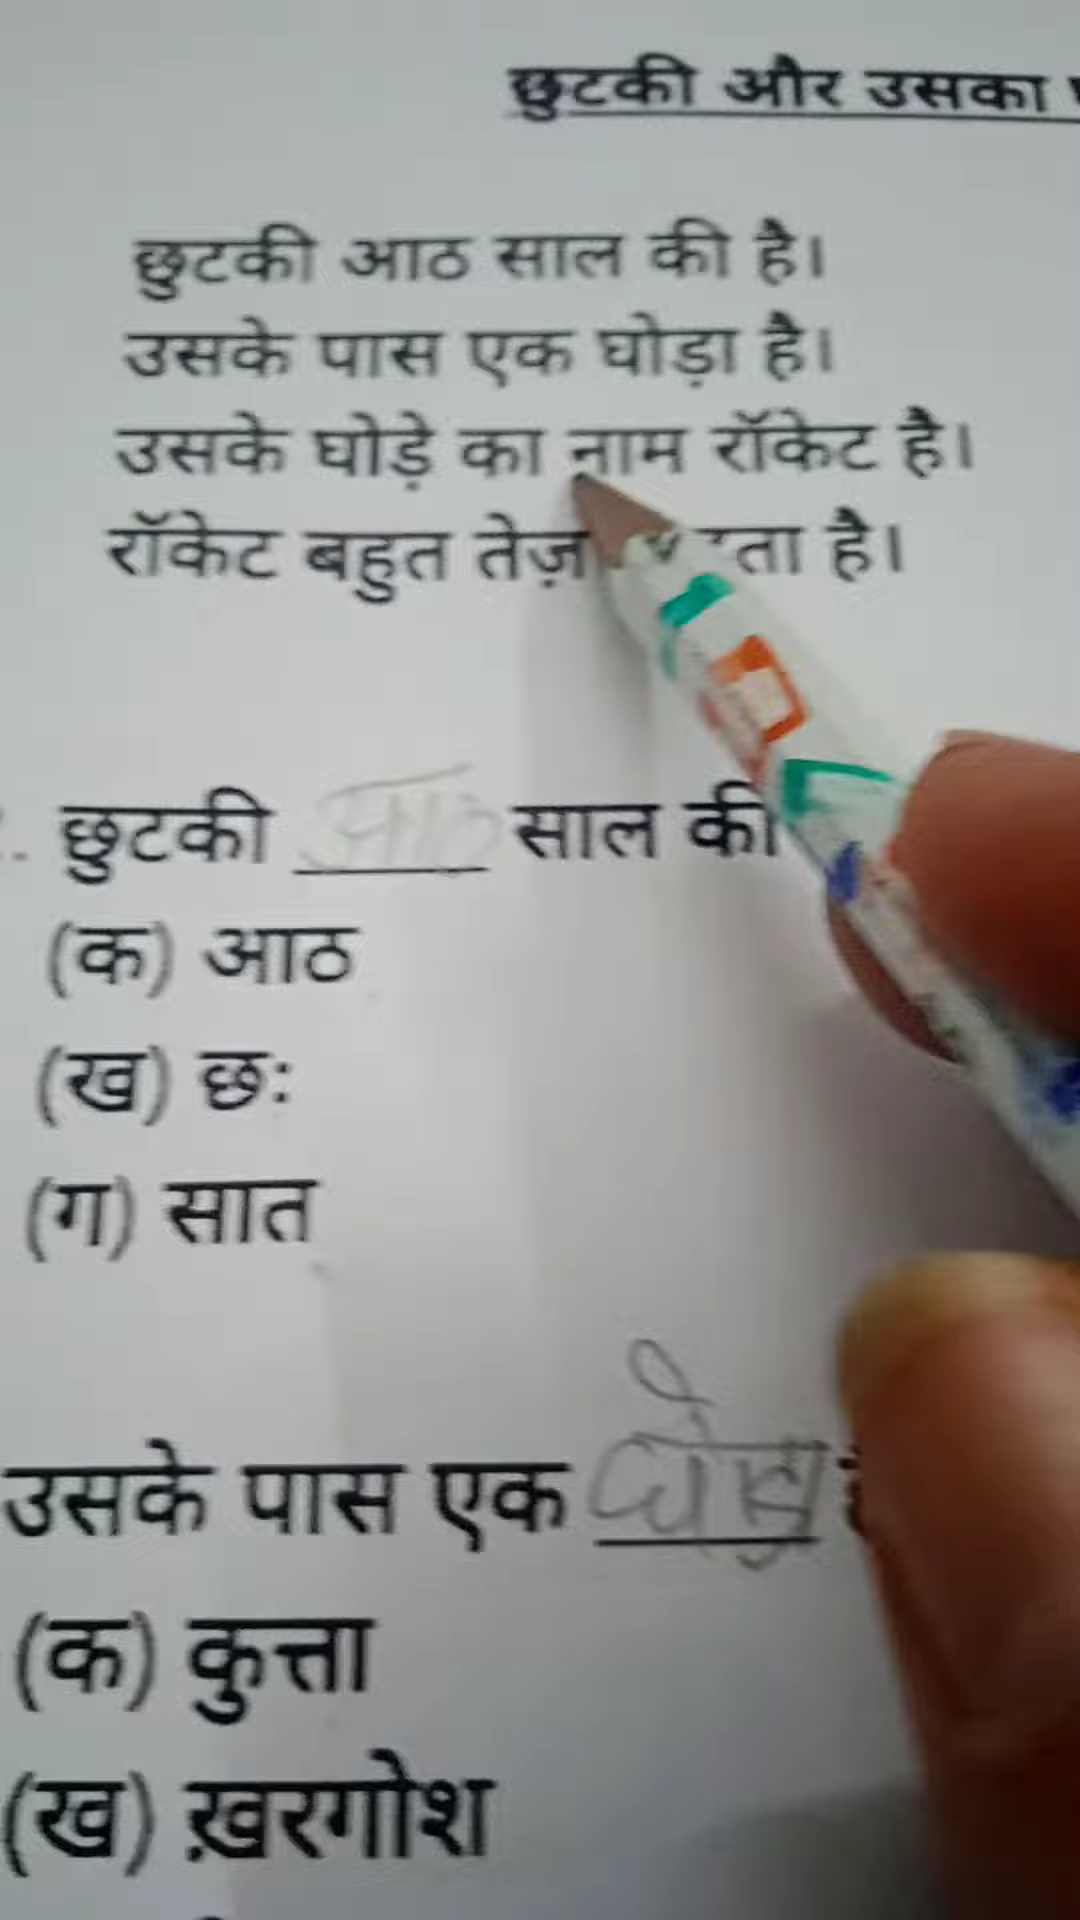 छुटकी और उसका
छुटकी आठ साल की है।
उसके पास एक घोड़ा है।
उसके घोड़े का नाम रॉकेट है।
रॉकेट बहुत तेज़ है।
छुटकी साल की
(क) आठ
(ख) छः
(ग) सात
उसके पास एक घोड़ा
(क) कुत्ता
(ख) ख़रगोश